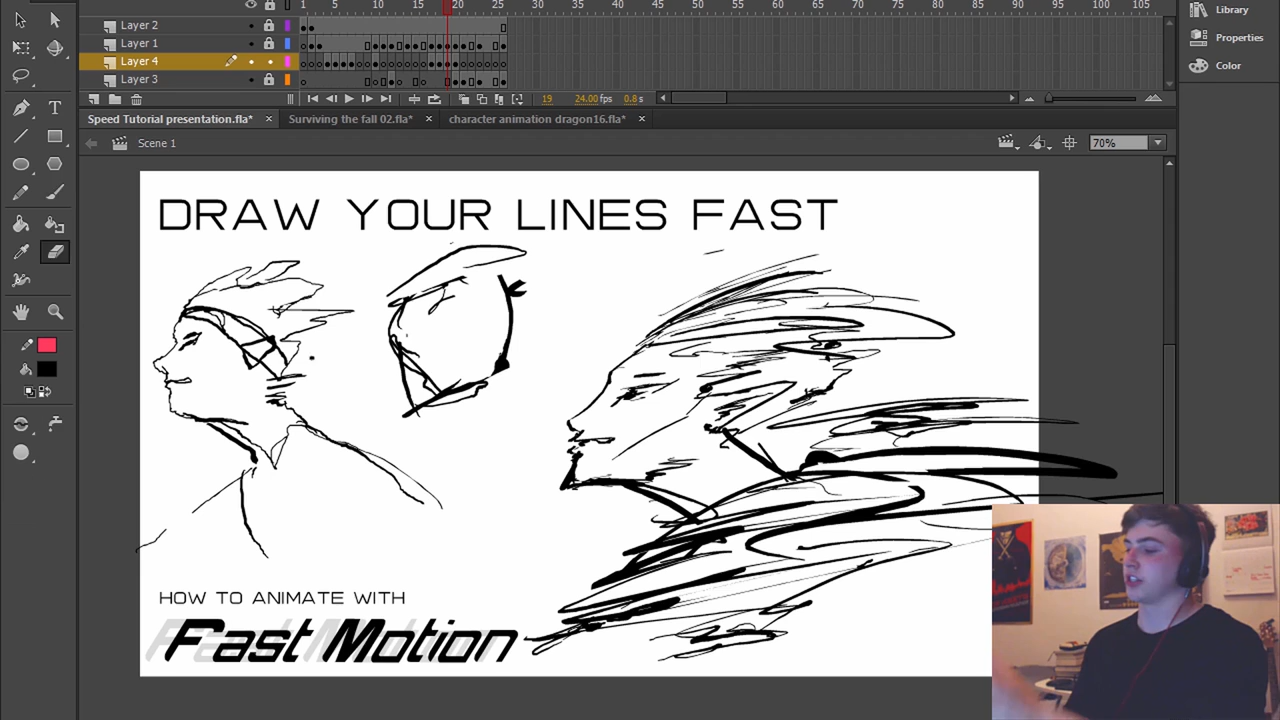 1 5 10 15 20 25 30 35 40 45 50 55 60 65 70 75 80 85 90 95 100 105
Layer 2
Layer 1
Layer 4
Layer 3
19 24.00 fps 0.8 s
Library
Properties
Color
Speed Tutorial presentation.fla* × Surviving the fall 02.fla* × character animation dragon16.fla* ×
Scene 1
70%
T
DRAW YOUR LINES FAST
HOW TO ANIMATE WITH
Fast Motion